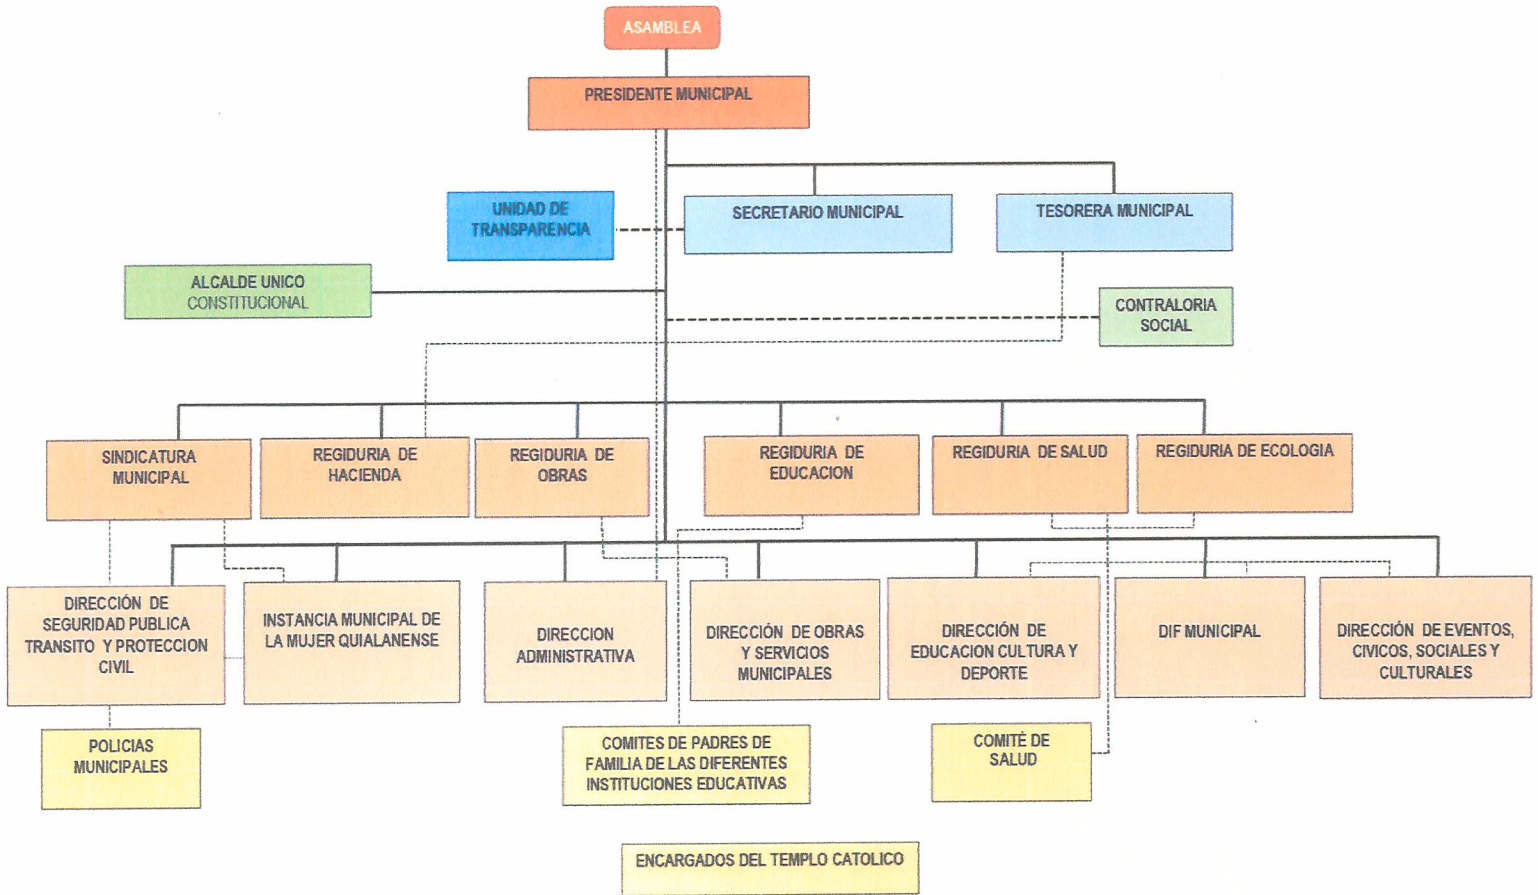 ASAMBLEA
PRESIDENTE MUNICIPAL
UNIDAD DE
TRANSPARENCIA
SECRETARIO MUNICIPAL
TESORERA MUNICIPAL
ALCALDE UNICO
CONSTITUCIONAL
CONTRALORIA
SOCIAL
SINDICATURA
MUNICIPAL
REGIDURIA DE
HACIENDA
REGIDURIA DE
OBRAS
REGIDURIA DE
EDUCACION
REGIDURIA DE SALUD
REGIDURIA DE ECOLOGIA
DIRECCIÓN DE
SEGURIDAD PUBLICA
TRANSITO Y PROTECCION
CIVIL
INSTANCIA MUNICIPAL DE
LA MUJER QUIALANENSE
DIRECCION
ADMINISTRATIVA
DIRECCIÓN DE OBRAS
Y SERVICIOS
MUNICIPALES
DIRECCIÓN DE
EDUCACION CULTURA Y
DEPORTE
DIF MUNICIPAL
DIRECCIÓN DE EVENTOS,
CIVICOS, SOCIALES Y
CULTURALES
POLICIAS
MUNICIPALES
COMITES DE PADRES DE
FAMILIA DE LAS DIFERENTES
INSTITUCIONES EDUCATIVAS
COMITÉ DE
SALUD
ENCARGADOS DEL TEMPLO CATOLICO